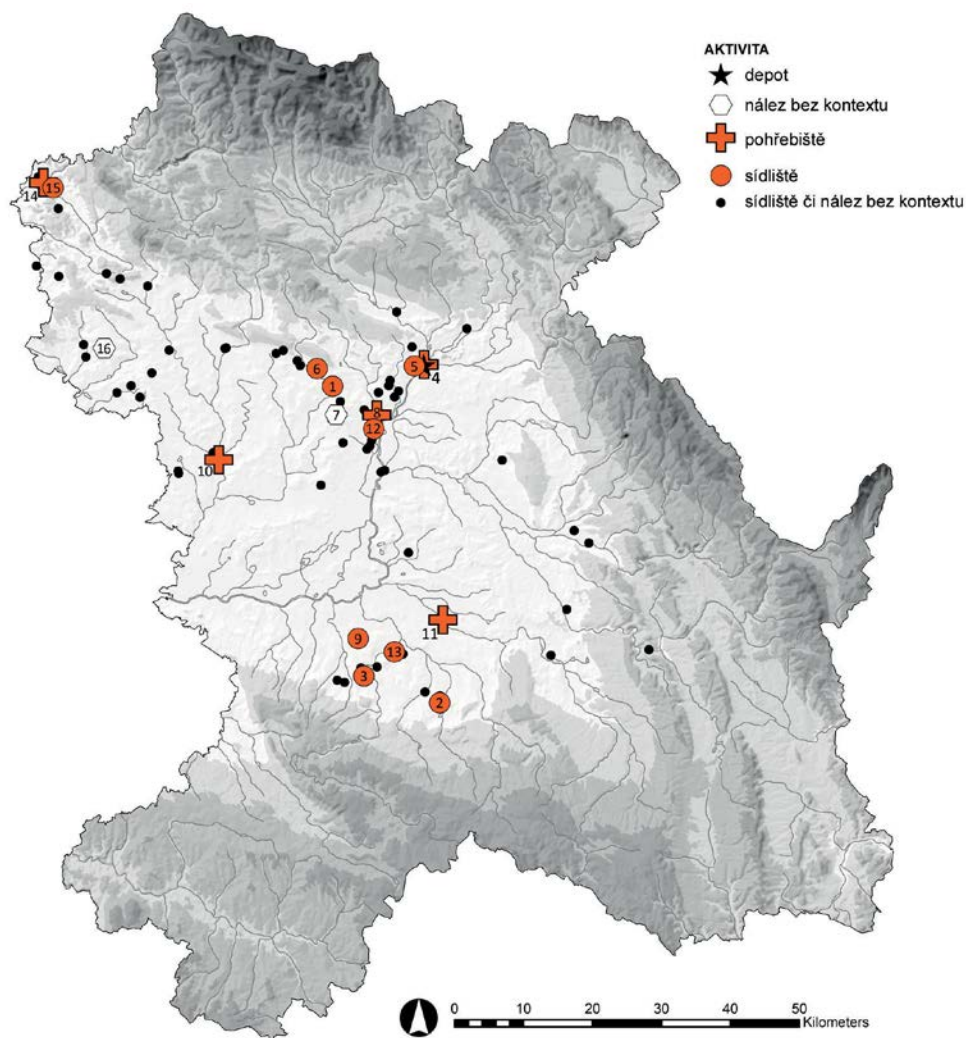 AKTIVITA
depot
nález bez kontextu
pohřebiště
sídliště
sídliště či nález bez kontextu
14
15
16
6
5
4
1
7
8
12
10
11
9
13
3
2
0 10 20 30 40 50
Kilometers